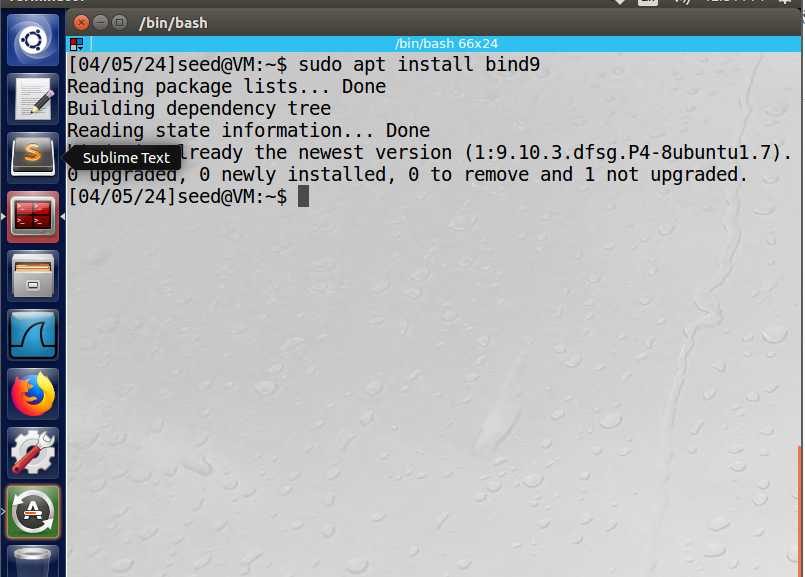 /bin/bash
/bin/bash 66x24
[04/05/24]seed@VM:~$ sudo apt install bind9
Reading package lists... Done
Building dependency tree
Reading state information... Done
already the newest version (1:9.10.3.dfsg.P4-8ubuntu1.7).
Sublime Text
0 upgraded, 0 newly installed, 0 to remove and 1 not upgraded.
[04/05/24]seed@VM:~$